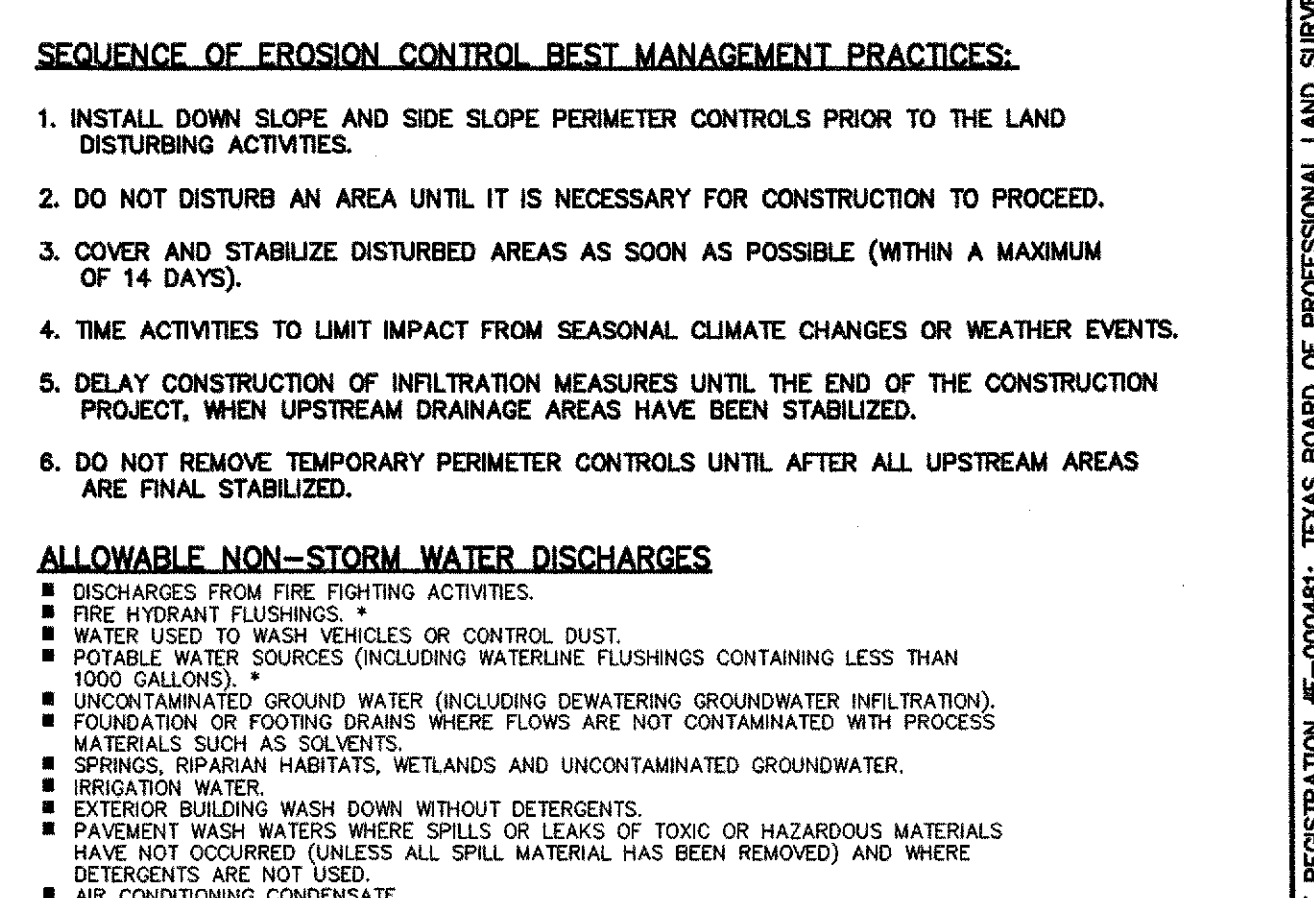 SEQUENCE OF EROSION CONTROL BEST MANAGEMENT PRACTICES:
1. INSTALL DOWN SLOPE AND SIDE SLOPE PERIMETER CONTROLS PRIOR TO THE LAND
DISTURBING ACTIVITIES.
2. DO NOT DISTURB AN AREA UNTIL IT IS NECESSARY FOR CONSTRUCTION TO PROCEED.
3. COVER AND STABILIZE DISTURBED AREAS AS SOON AS POSSIBLE (WITHIN A MAXIMUM
OF 14 DAYS).
4. TIME ACTIVITIES TO LIMIT IMPACT FROM SEASONAL CLIMATE CHANGES OR WEATHER EVENTS.
5. DELAY CONSTRUCTION OF INFILTRATION MEASURES UNTIL THE END OF THE CONSTRUCTION
PROJECT, WHEN UPSTREAM DRAINAGE AREAS HAVE BEEN STABILIZED.
6. DO NOT REMOVE TEMPORARY PERIMETER CONTROLS UNTIL AFTER ALL UPSTREAM AREAS
ARE FINAL STABILIZED.
ALLOWABLE NON-STORM WATER DISCHARGES
■ DISCHARGES FROM FIRE FIGHTING ACTIVITIES.
■ FIRE HYDRANT FLUSHINGS. *
■ WATER USED TO WASH VEHICLES OR CONTROL DUST.
■ POTABLE WATER SOURCES (INCLUDING WATERLINE FLUSHINGS CONTAINING LESS THAN
1000 GALLONS). *
■ UNCONTAMINATED GROUND WATER (INCLUDING DEWATERING GROUNDWATER INFILTRATION).
■ FOUNDATION OR FOOTING DRAINS WHERE FLOWS ARE NOT CONTAMINATED WITH PROCESS
MATERIALS SUCH AS SOLVENTS.
■ SPRINGS, RIPARIAN HABITATS, WETLANDS AND UNCONTAMINATED GROUNDWATER.
■ IRRIGATION WATER.
■ EXTERIOR BUILDING WASH DOWN WITHOUT DETERGENTS.
■ PAVEMENT WASH WATERS WHERE SPILLS OR LEAKS OF TOXIC OR HAZARDOUS MATERIALS
HAVE NOT OCCURRED (UNLESS ALL SPILL MATERIAL HAS BEEN REMOVED) AND WHERE
DETERGENTS ARE NOT USED.
■ AIR CONDITIONING CONDENSATE
REGISTRATION #F-000481; TEXAS BOARD OF PROFESSIONAL LAND SURVE